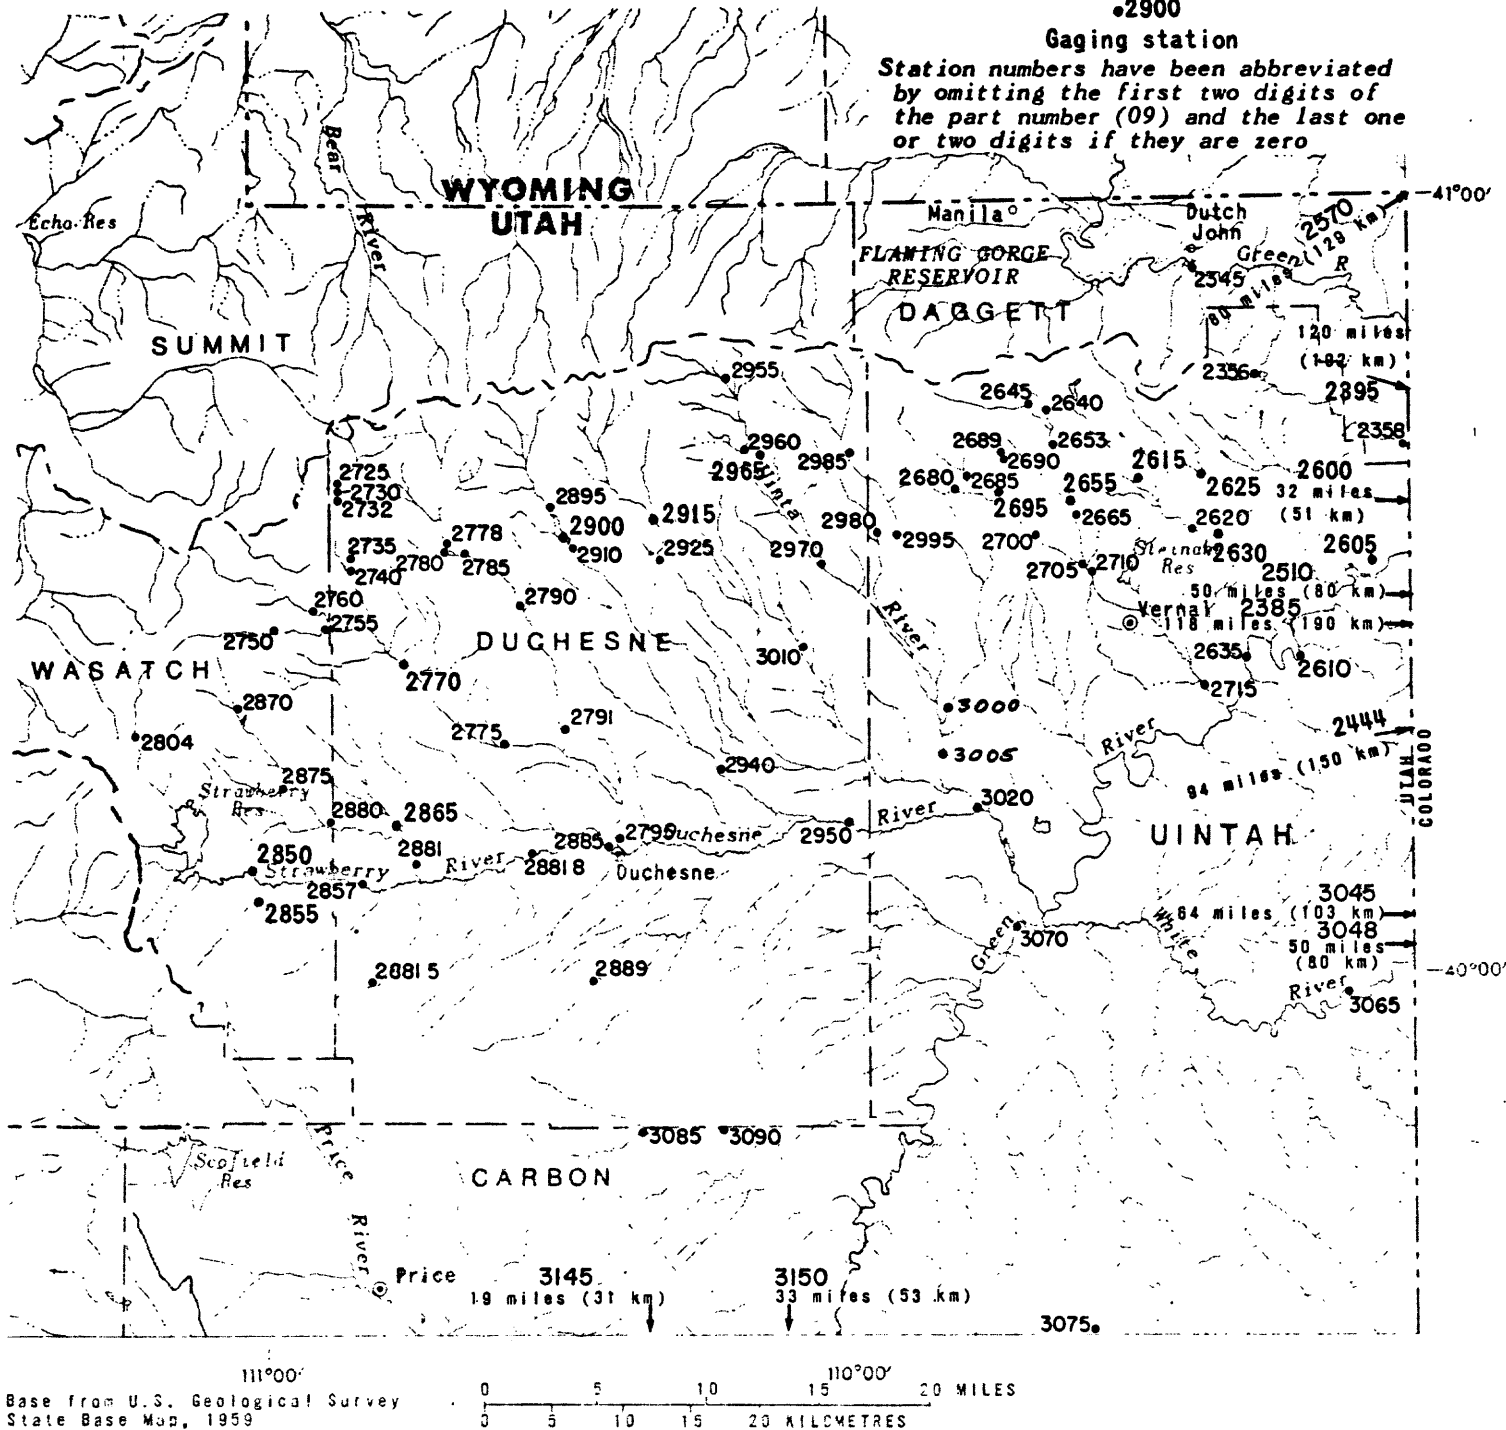 •2900
Gaging station
Station numbers have been abbreviated
by omitting the first two digits of
the part number (09) and the last one
or two digits if they are zero
Bear
River
WYOMING
UTAH
Echo Res
41°00'
Manila
Dutch
John
2570
80 miles (129 km)
Green
R
FLAMING GORGE
RESERVOIR
2345
DAGGETT
SUMMIT
120 miles
(192 km)
2395
2356
2358
2955
2645
2640
2960
2965
2985
2689
2653
2690
2615
2600
32 miles
(51 km)
2725
2730
2732
2680
2685
2655
2625
2695
2895
2915
Uinta
2665
2620
2900
2980
2995
2700
2630
2605
2778
2735
2780
2785
2910
2925
2970
Steinaker
Res
2740
2705
2710
2510
50 miles (80 km)
2760
2790
2385
Vernal
118 miles (190 km)
2755
2750
DUCHESNE
River
WASATCH
3010
2635
2610
2770
2715
2870
3000
2775
2791
2444
94 miles (150 km)
2804
River
3005
UTAH
COLORADO
2940
2875
Strawberry
Res
2880
2865
3020
River
2950
UINTAH
2795
Duchesne
2885
2850
2881
Strawberry
River
28818
Duchesne
2857
3045
64 miles (103 km)
2855
White
3048
50 miles
(80 km)
Green
3070
40°00'
28815
2889
River
3065
Price
3085
3090
Scofield
Res
CARBON
River
Price
3145
19 miles (31 km)
3150
33 miles (53 km)
3075
111°00'
110°00'
Base from U.S. Geological Survey
State Base Map, 1959
0 5 10 15 20 MILES
0 5 10 15 20 KILOMETRES